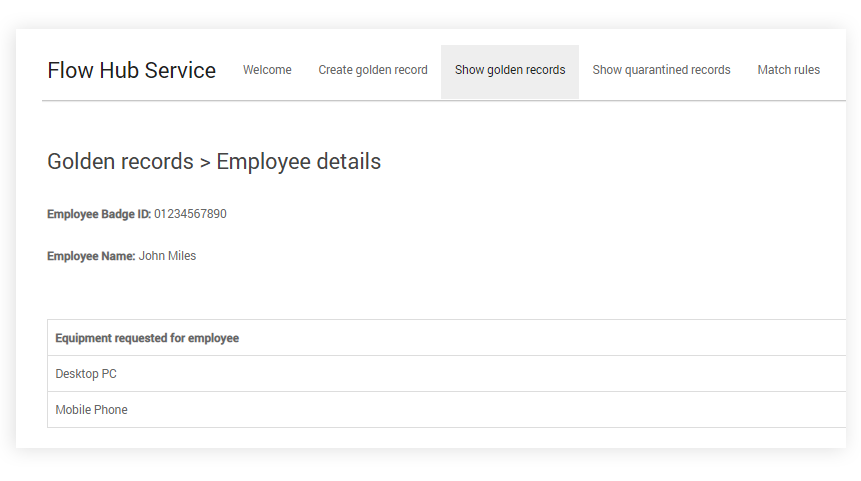 Flow Hub Service Welcome Create golden record Show golden records Show quarantined records Match rules
Golden records > Employee details
Employee Badge ID: 01234567890
Employee Name: John Miles
Equipment requested for employee
Desktop PC
Mobile Phone